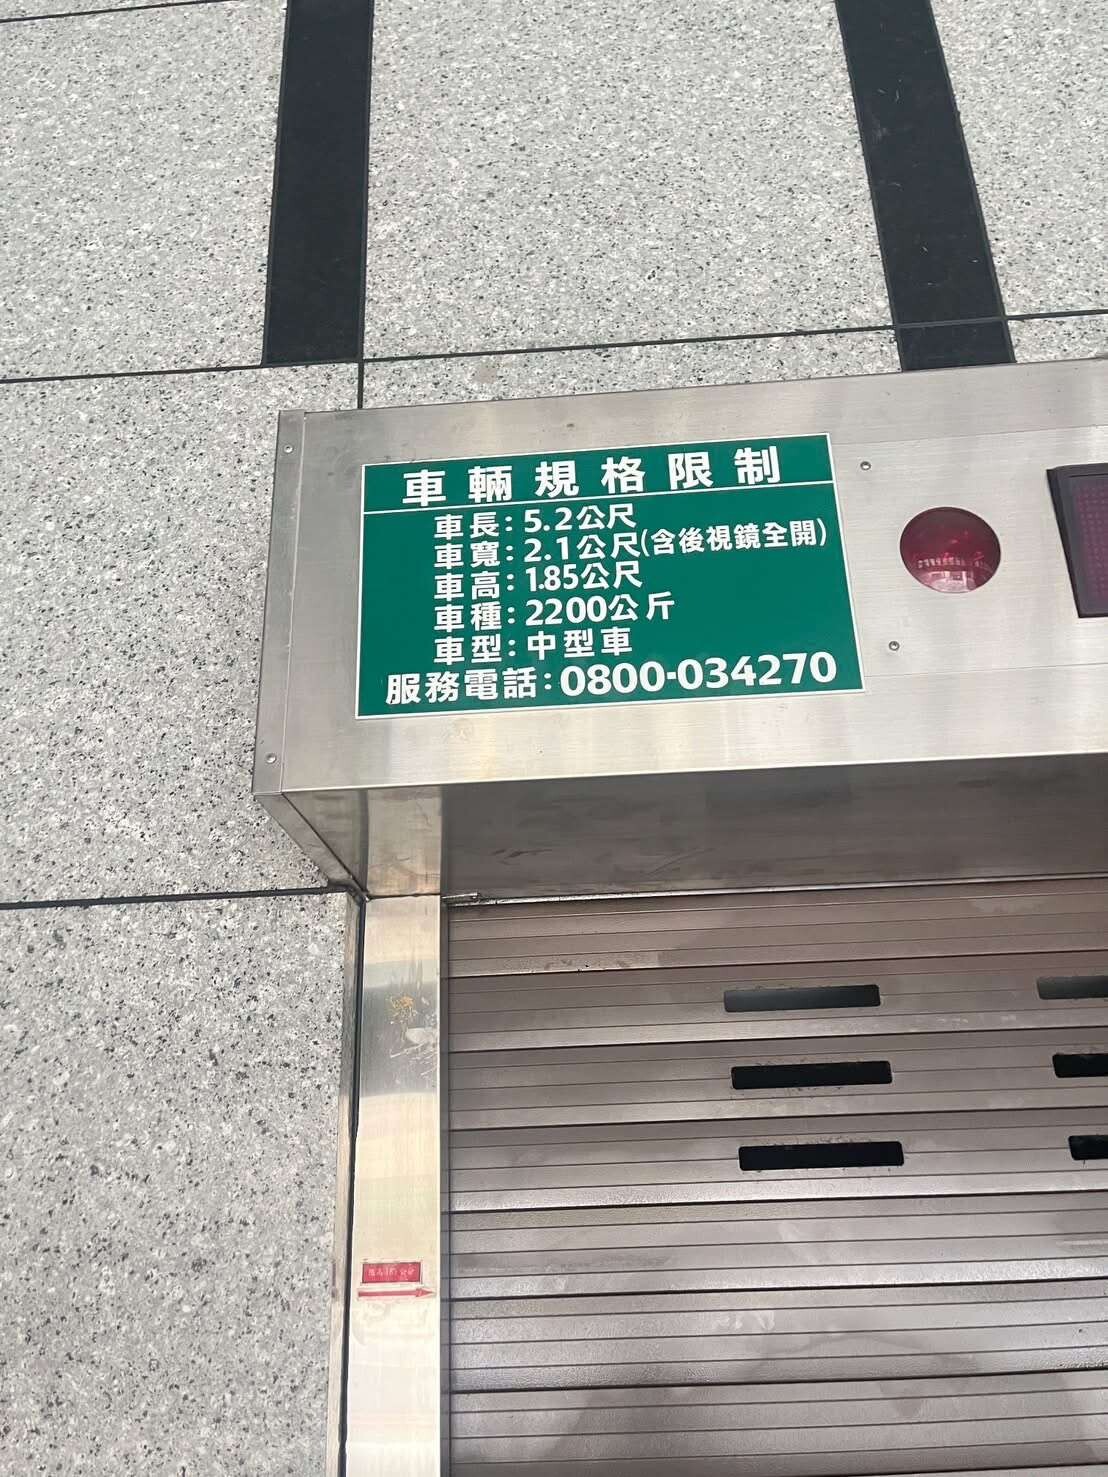 車輛規格限制
車長：5.2公尺
車寬：2.1公尺(含後視鏡全開)
車高：1.85公尺
車種：2200公斤
車型：中型車
服務電話：0800-034270